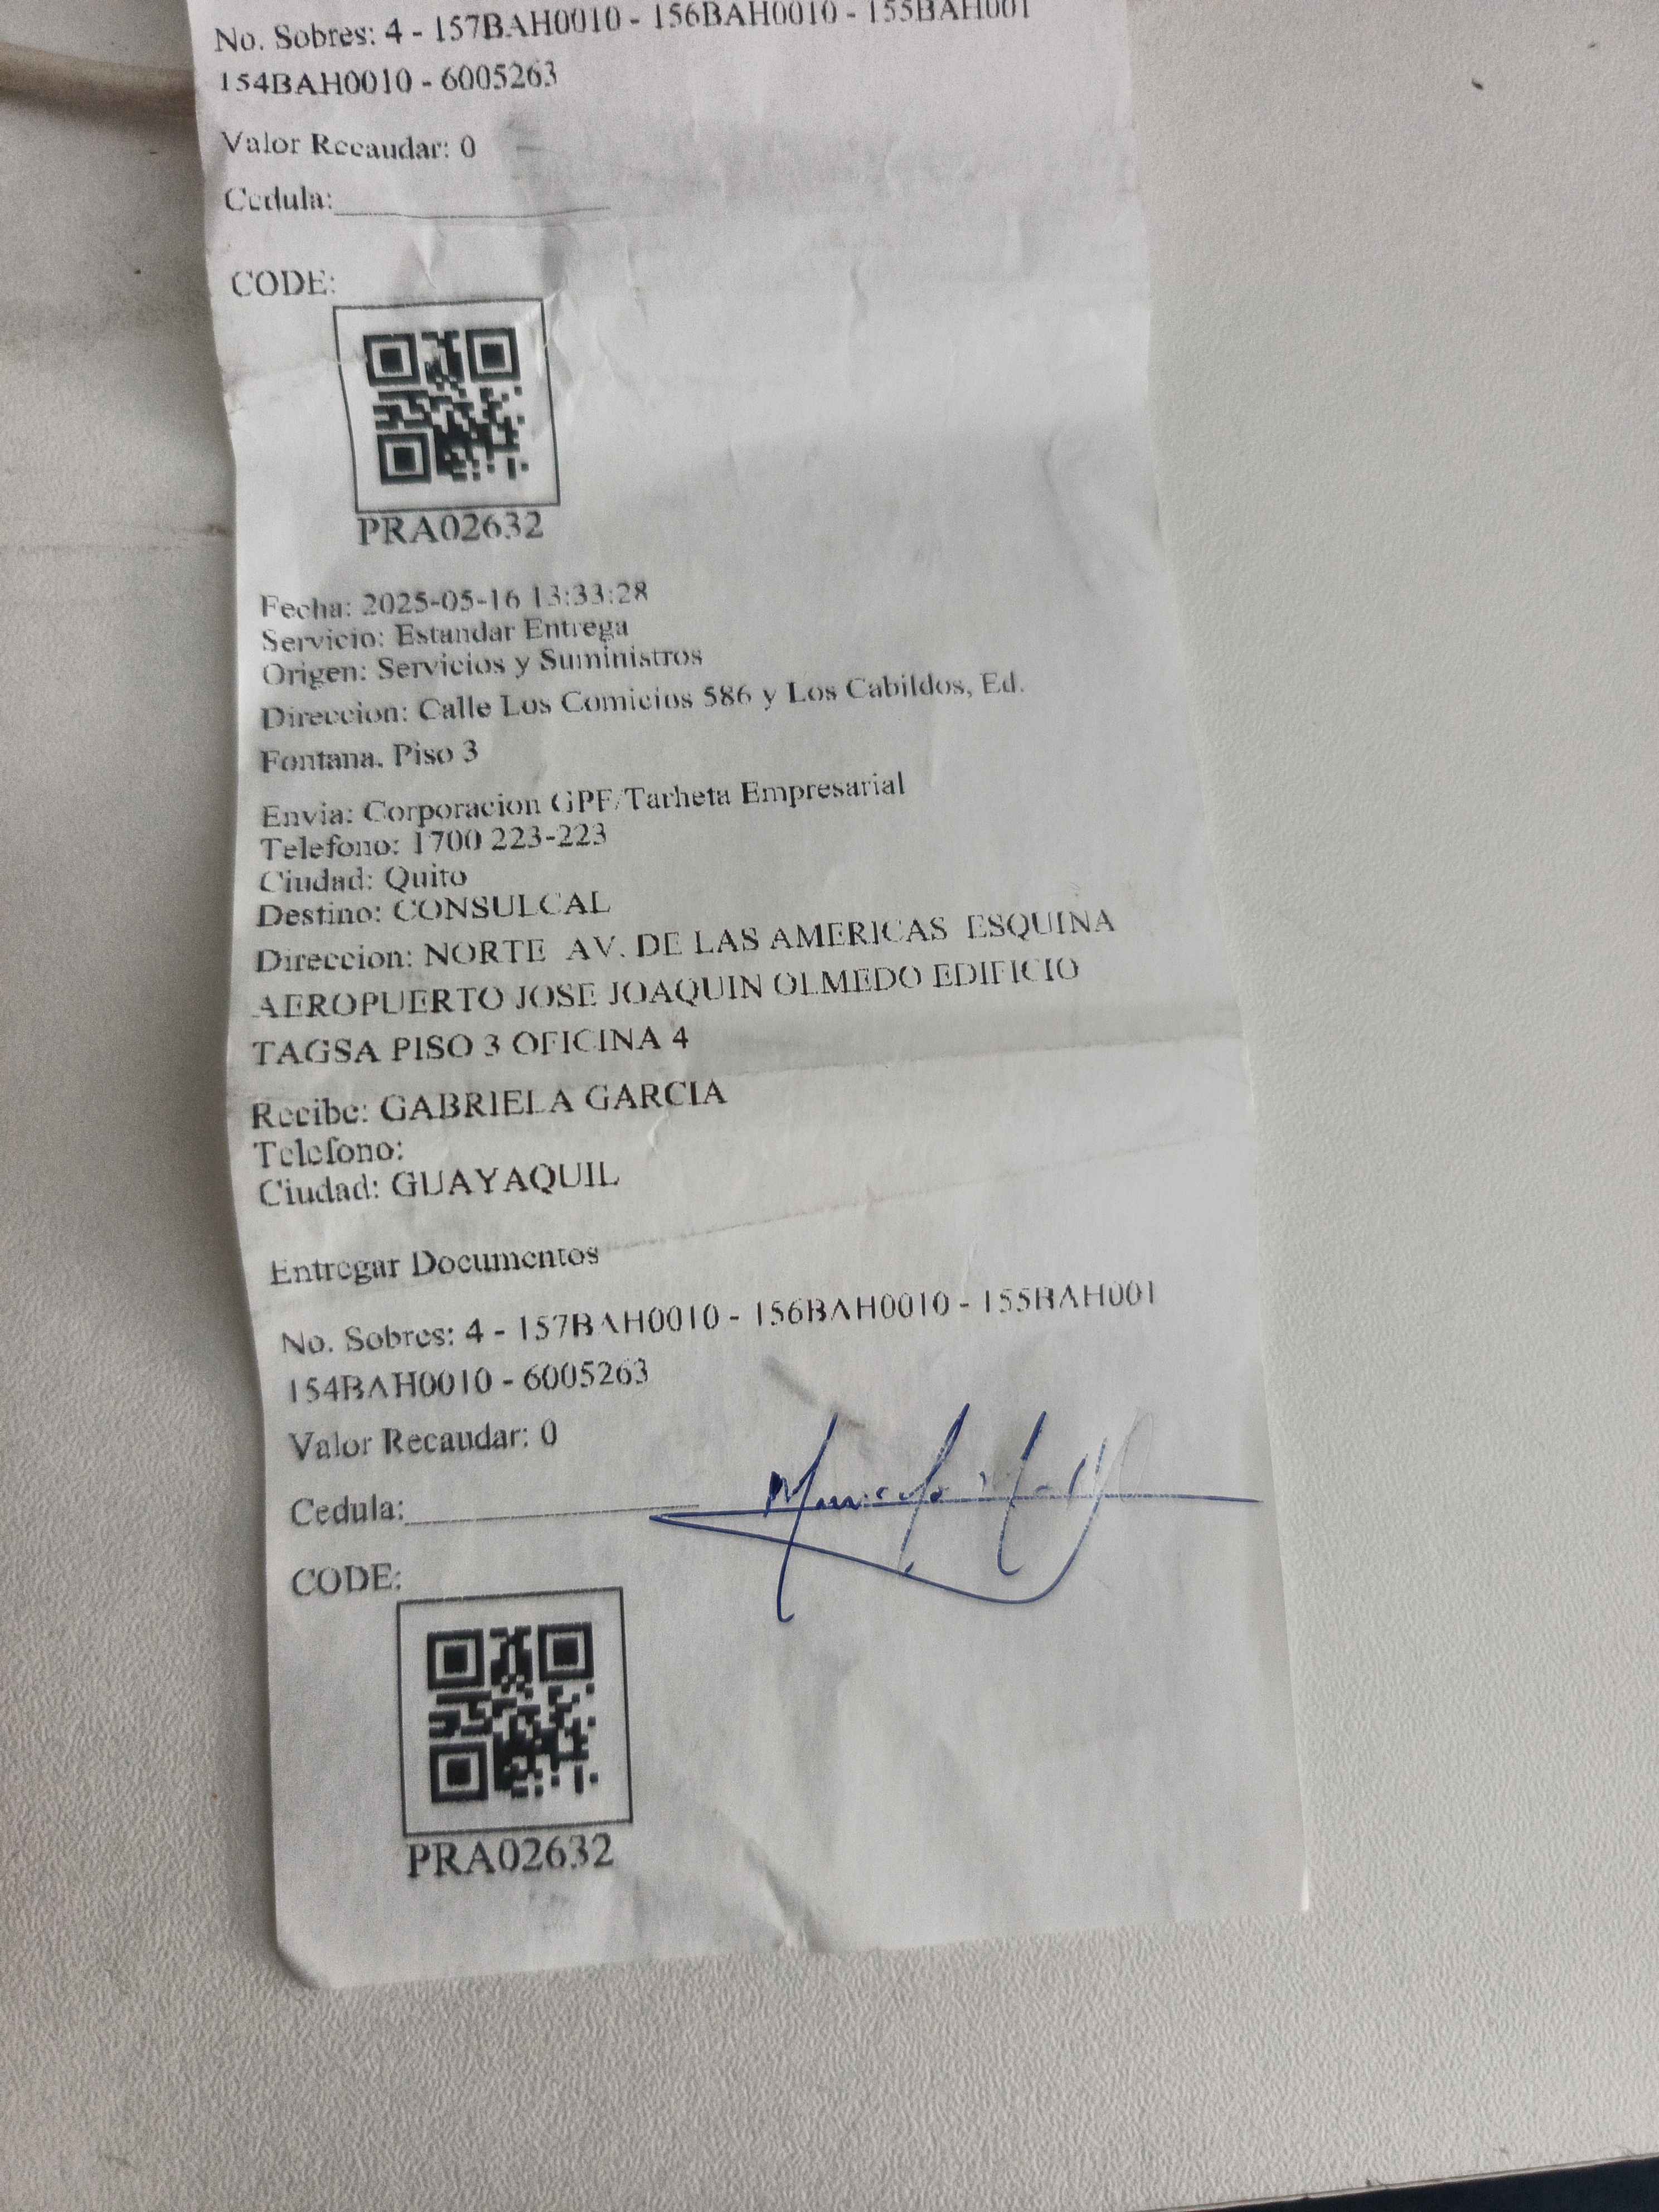 No. Sobres: 4 - 157BAH0010 - 156BAH0010 - 155BAH001
154BAH0010 - 6005263
Valor Recaudar: 0
Cedula:
CODE:
PRA02632
Fecha: 2025-05-16 13:33:28
Servicio: Estandar Entrega
Origen: Servicios y Suministros
Direccion: Calle Los Comicios 586 y Los Cabildos, Ed.
Fontana, Piso 3
Envia: Corporacion GPF/Tarheta Empresarial
Telefono: 1700 223-223
Ciudad: Quito
Destino: CONSULCAL
Direccion: NORTE AV. DE LAS AMERICAS ESQUINA
AEROPUERTO JOSE JOAQUIN OLMEDO EDIFICIO
TAGSA PISO 3 OFICINA 4
Recibe: GABRIELA GARCIA
Telefono:
Ciudad: GUAYAQUIL
Entregar Documentos
No. Sobres: 4 - 157BAH0010 - 156BAH0010 - 155BAH001
154BAH0010 - 6005263
Valor Recaudar: 0
Cedula:
CODE:
PRA02632